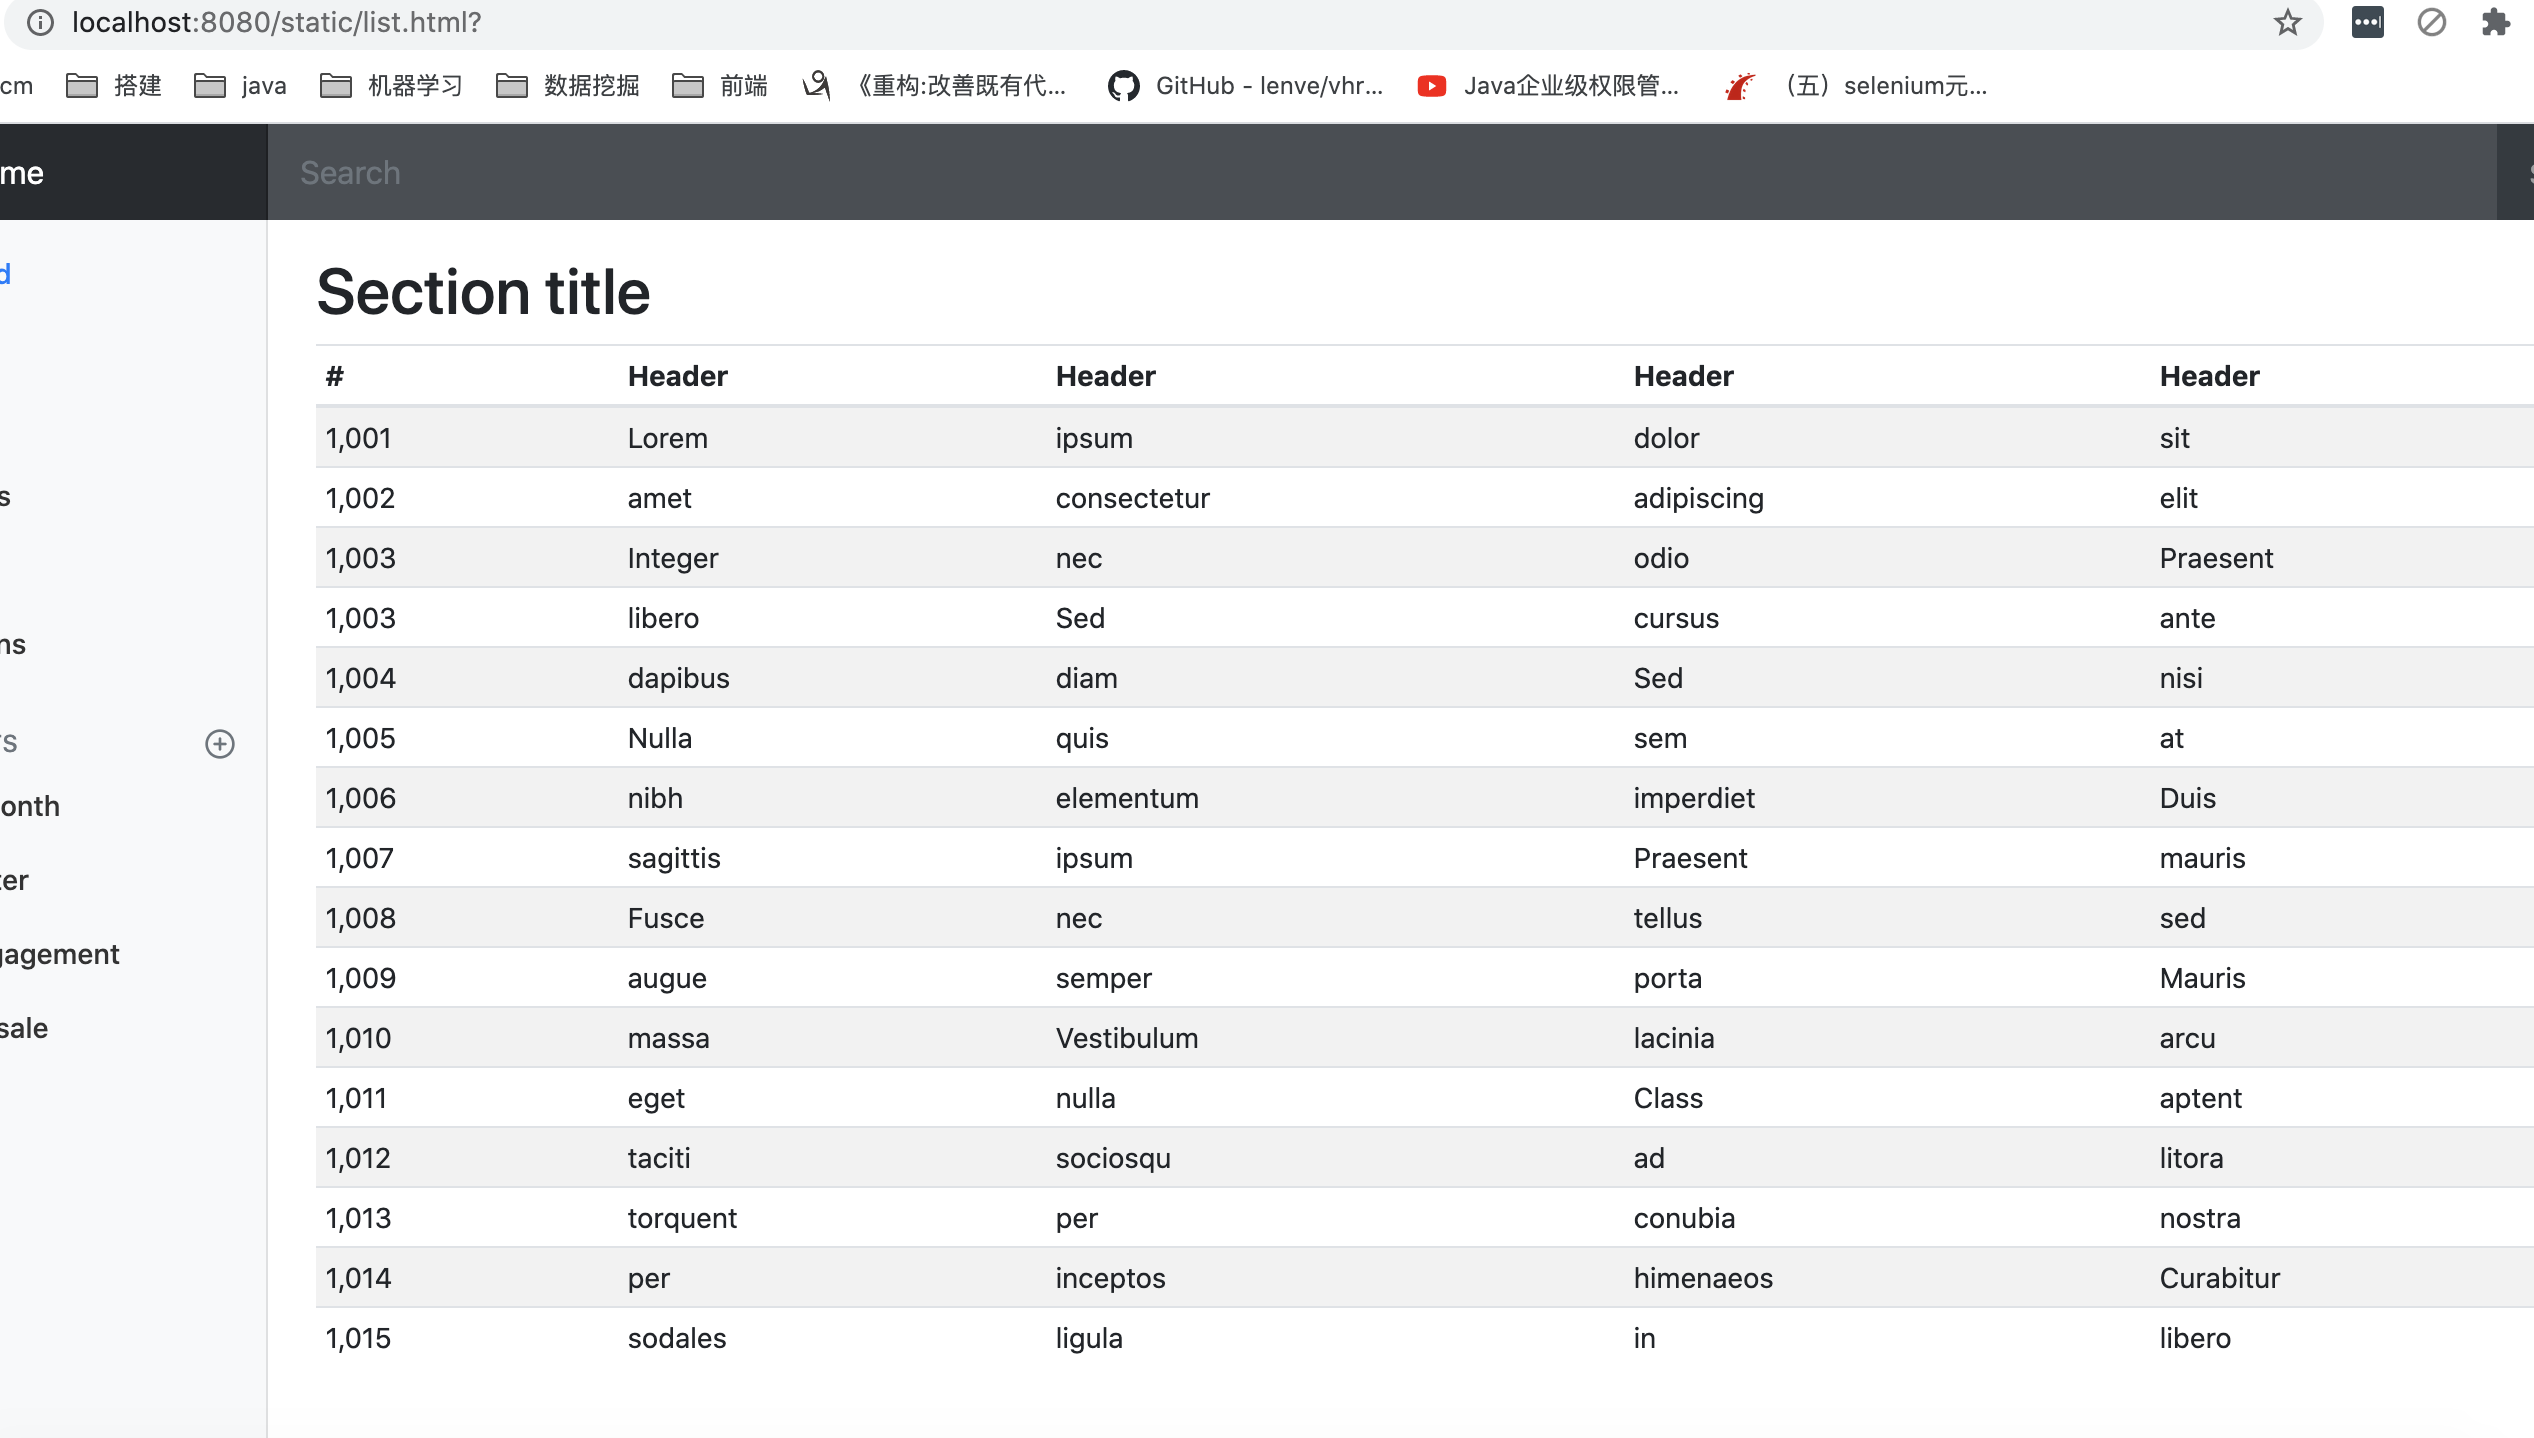 localhost:8080/static/list.html?
cm 搭建 java 机器学习 数据挖掘 前端 《重构:改善既有代... GitHub - lenve/vhr... Java企业级权限管... （五）selenium元...
me Search
d
Section title
# Header Header Header Header
1,001 Lorem ipsum dolor sit
s 1,002 amet consectetur adipiscing elit
1,003 Integer nec odio Praesent
1,003 libero Sed cursus ante
ns
1,004 dapibus diam Sed nisi
S 1,005 Nulla quis sem at
onth 1,006 nibh elementum imperdiet Duis
1,007 sagittis ipsum Praesent mauris
er
1,008 Fusce nec tellus sed
gagement
1,009 augue semper porta Mauris
sale 1,010 massa Vestibulum lacinia arcu
1,011 eget nulla Class aptent
1,012 taciti sociosqu ad litora
1,013 torquent per conubia nostra
1,014 per inceptos himenaeos Curabitur
1,015 sodales ligula in libero